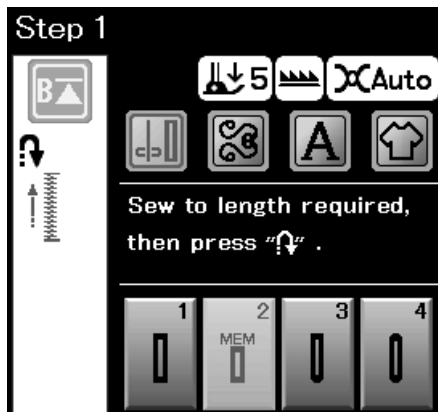 Step 1
B
5
Auto
A
Sew to length required,
then press “ ” .
1
2
3
4
MEM